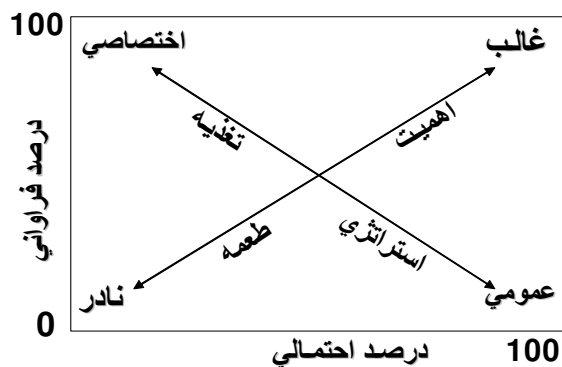 100
اختصاصي
غالب
تغذيه
اهميت
درصد فراواني
طعمه
استراتژي
نادر
عمومي
0
درصد احتمالي
100